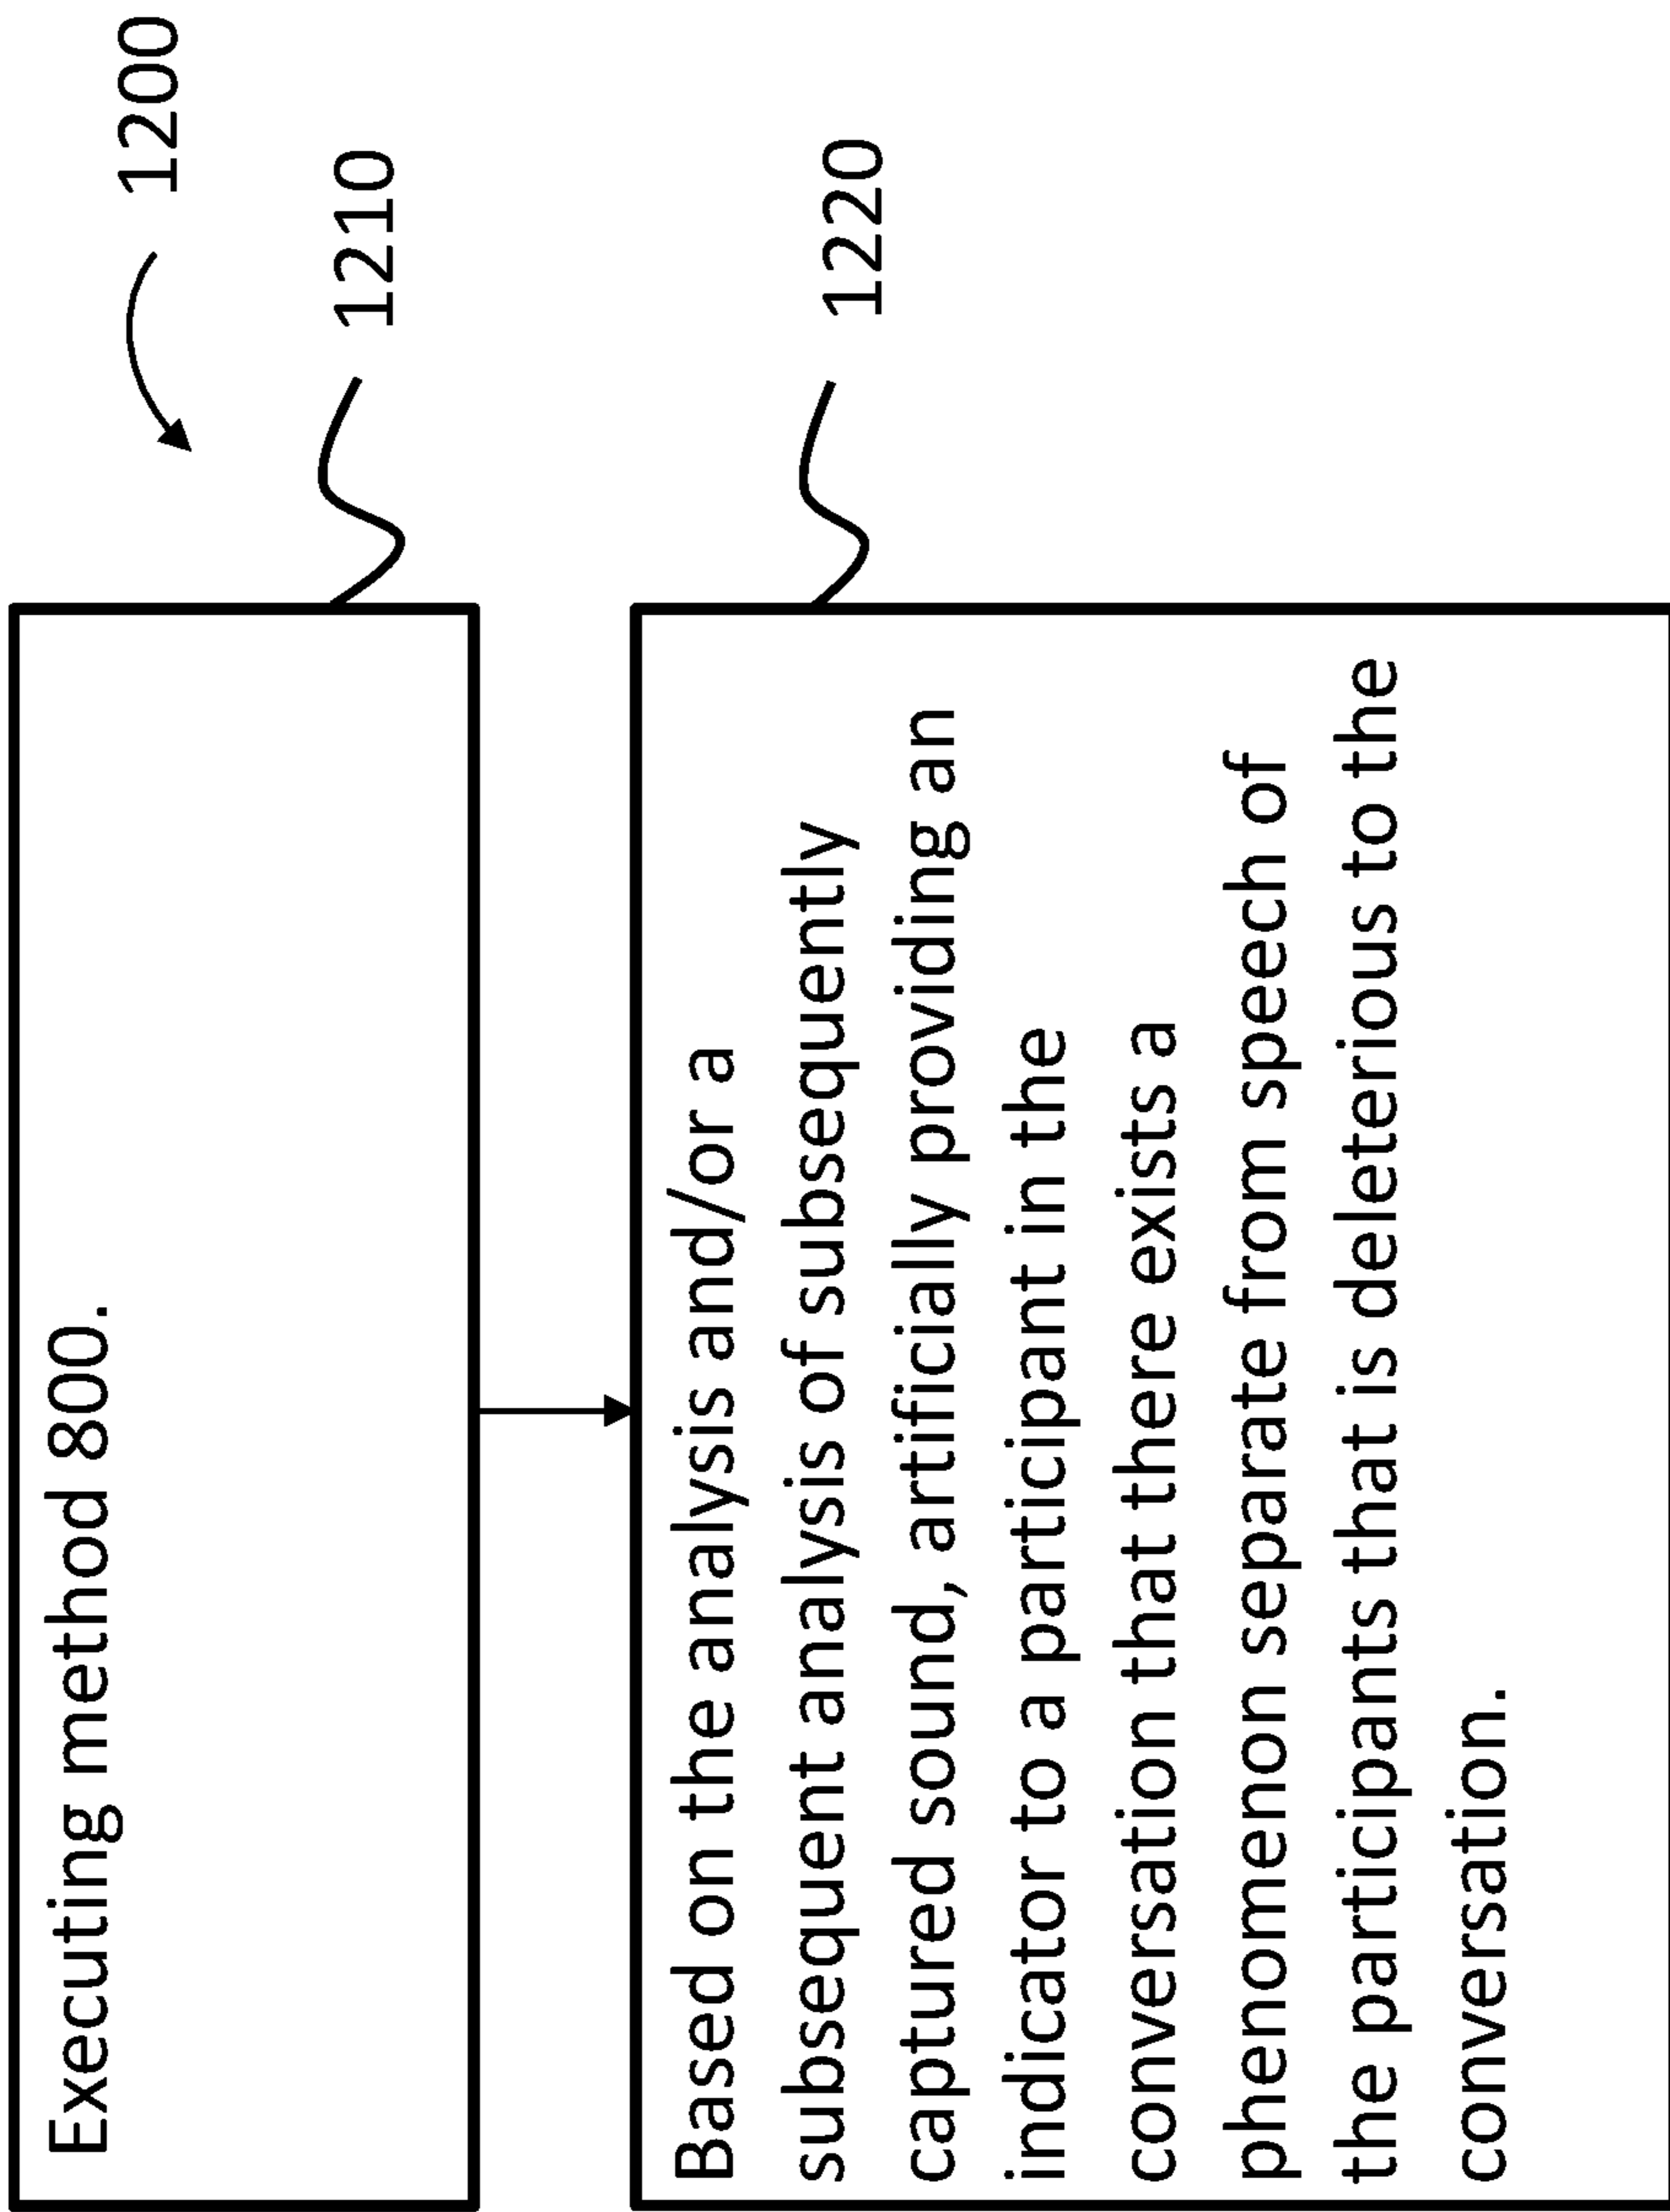 1200
1210
Executing method 800.
1220
Based on the analysis and/or a
subsequent analysis of subsequently
captured sound, artificially providing an
indicator to a participant in the
conversation that there exists a
phenomenon separate from speech of
the participants that is deleterious to the
conversation.